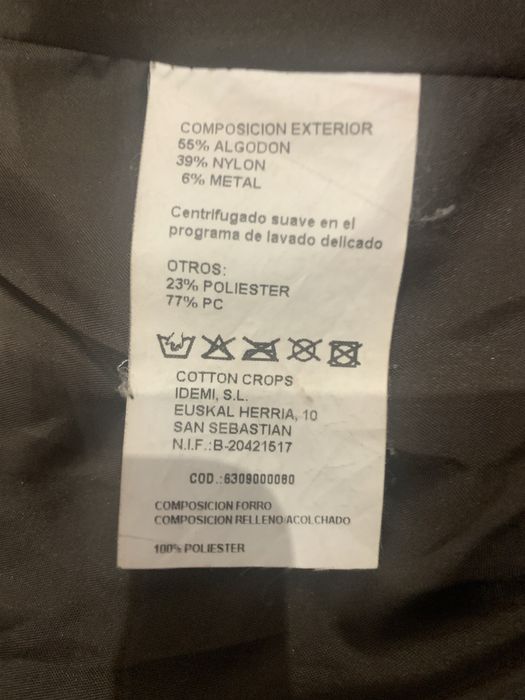 COMPOSICION EXTERIOR
55% ALGODON
39% NYLON
6% METAL
Centrifugado suave en el
programa de lavado delicado
OTROS:
23% POLIESTER
77% PC
COTTON CROPS
IDEMI, S.L.
EUSKAL HERRIA, 10
SAN SEBASTIAN
N.I.F.:B-20421517
COD.:6309000080
COMPOSICION FORRO
COMPOSICION RELLENO/ACOLCHADO
100% POLIESTER